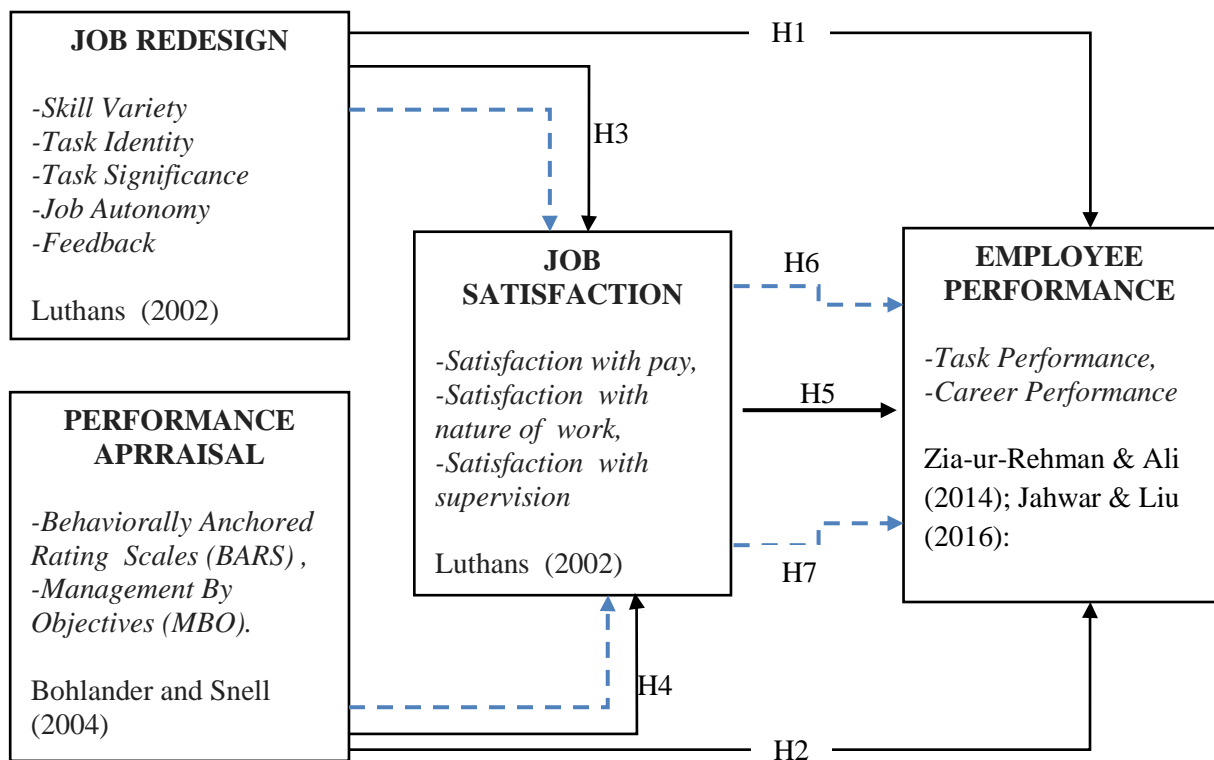 JOB REDESIGN
-Skill Variety
-Task Identity
-Task Significance
-Job Autonomy
-Feedback
Luthans (2002)
H1
H3
PERFORMANCE
APRRAISAL
-Behaviorally Anchored
Rating Scales (BARS) ,
-Management By
Objectives (MBO).
Bohlander and Snell
(2004)
JOB
SATISFACTION
-Satisfaction with pay,
-Satisfaction with
nature of work,
-Satisfaction with
supervision
Luthans (2002)
H4
H6
H5
H7
H2
EMPLOYEE
PERFORMANCE
-Task Performance,
-Career Performance
Zia-ur-Rehman & Ali
(2014); Jahwar & Liu
(2016):